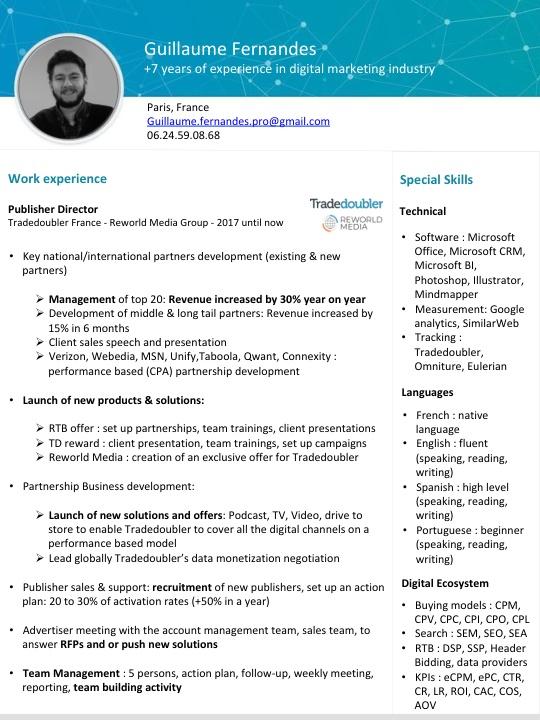 Guillaume Fernandes
+7 years of experience in digital marketing industry
Paris, France
Guillaume.fernandes.pro@gmail.com
06.24.59.08.68
Work experience
Tradedoubler
REWORLD
MEDIA
Publisher Director
Tradedoubler France - Reworld Media Group - 2017 until now
• Key national/international partners development (existing & new
partners)
➢ Management of top 20: Revenue increased by 30% year on year
➢ Development of middle & long tail partners: Revenue increased by
15% in 6 months
➢ Client sales speech and presentation
➢ Verizon, Webedia, MSN, Unify,Taboola, Qwant, Connexity :
performance based (CPA) partnership development
• Launch of new products & solutions:
➢ RTB offer : set up partnerships, team trainings, client presentations
➢ TD reward : client presentation, team trainings, set up campaigns
➢ Reworld Media : creation of an exclusive offer for Tradedoubler
• Partnership Business development:
➢ Launch of new solutions and offers: Podcast, TV, Video, drive to
store to enable Tradedoubler to cover all the digital channels on a
performance based model
➢ Lead globally Tradedoubler's data monetization negotiation
• Publisher sales & support: recruitment of new publishers, set up an action
plan: 20 to 30% of activation rates (+50% in a year)
• Advertiser meeting with the account management team, sales team, to
answer RFPs and or push new solutions
• Team Management : 5 persons, action plan, follow-up, weekly meeting,
reporting, team building activity
Special Skills
Technical
• Software : Microsoft
Office, Microsoft CRM,
Microsoft BI,
Photoshop, Illustrator,
Mindmapper
• Measurement: Google
analytics, SimilarWeb
• Tracking :
Tradedoubler,
Omniture, Eulerian
Languages
• French : native
language
• English : fluent
(speaking, reading,
writing)
• Spanish : high level
(speaking, reading,
writing)
• Portuguese : beginner
(speaking, reading,
writing)
Digital Ecosystem
• Buying models : CPM,
CPV, CPC, CPI, CPO, CPL
• Search : SEM, SEO, SEA
• RTB : DSP, SSP, Header
Bidding, data providers
• KPIs : eCPM, ePC, CTR,
CR, LR, ROI, CAC, COS,
AOV